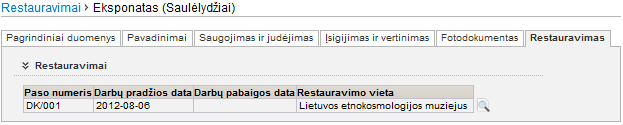 Restauravimai › Eksponatas (Saulėlydžiai)
Pagrindiniai duomenys Pavadinimai Saugojimas ir judėjimas Įsigijimas ir vertinimas Fotodokumentas Restauravimas
Restauravimai
Paso numeris Darbų pradžios data Darbų pabaigos data Restauravimo vieta
DK/001 2012-08-06 Lietuvos etnokosmologijos muziejus